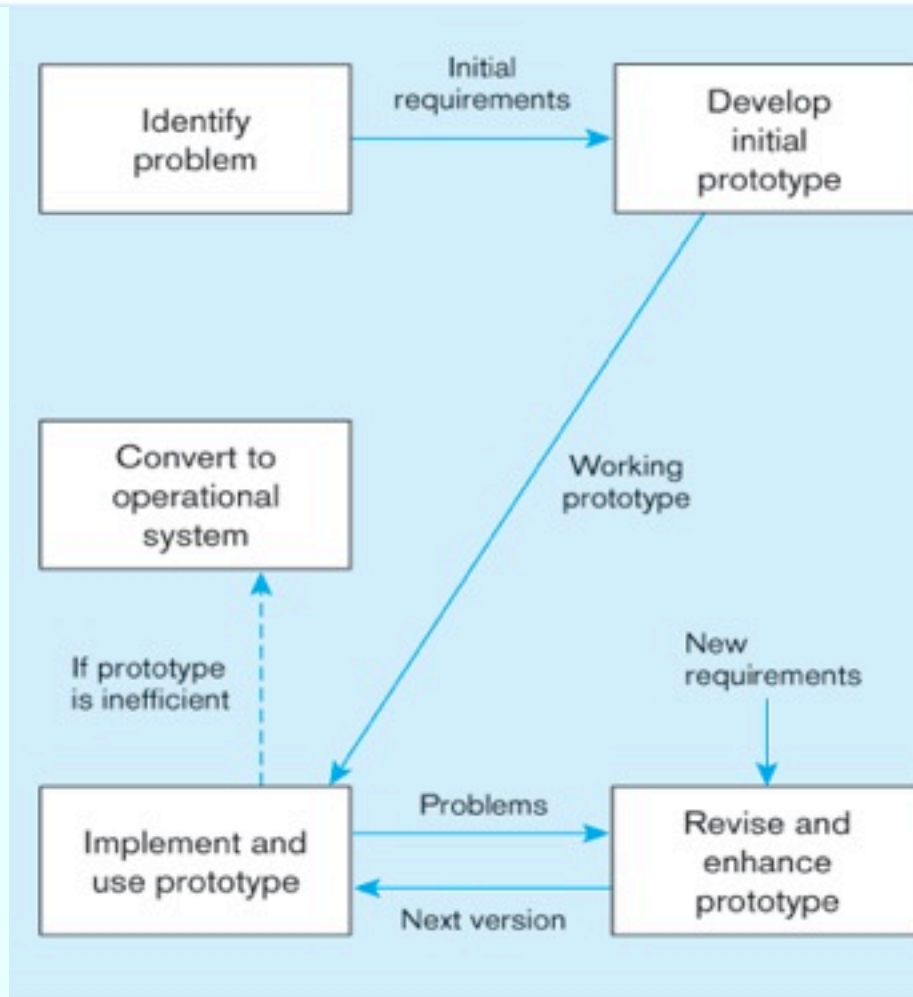 Identify
problem
Initial
requirements
Develop
initial
prototype
Working
prototype
Convert to
operational
system
If prototype
is inefficient
New
requirements
Implement and
use prototype
Problems
Next version
Revise and
enhance
prototype